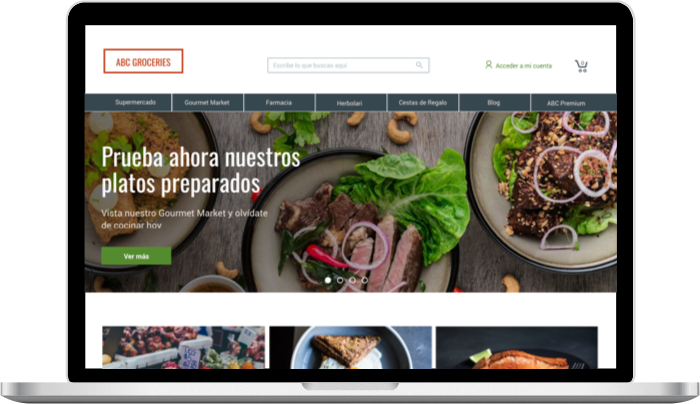 ABC GROCERIES
Escribe lo que buscas aquí
Acceder a mi cuenta
Supermercado
Gourmet Market
Farmacia
Herbolari
Cestas de Regalo
Blog
ABC Premium
Prueba ahora nuestros
platos preparados
Vista nuestro Gourmet Market y olvídate
de cocinar hoy
Ver más